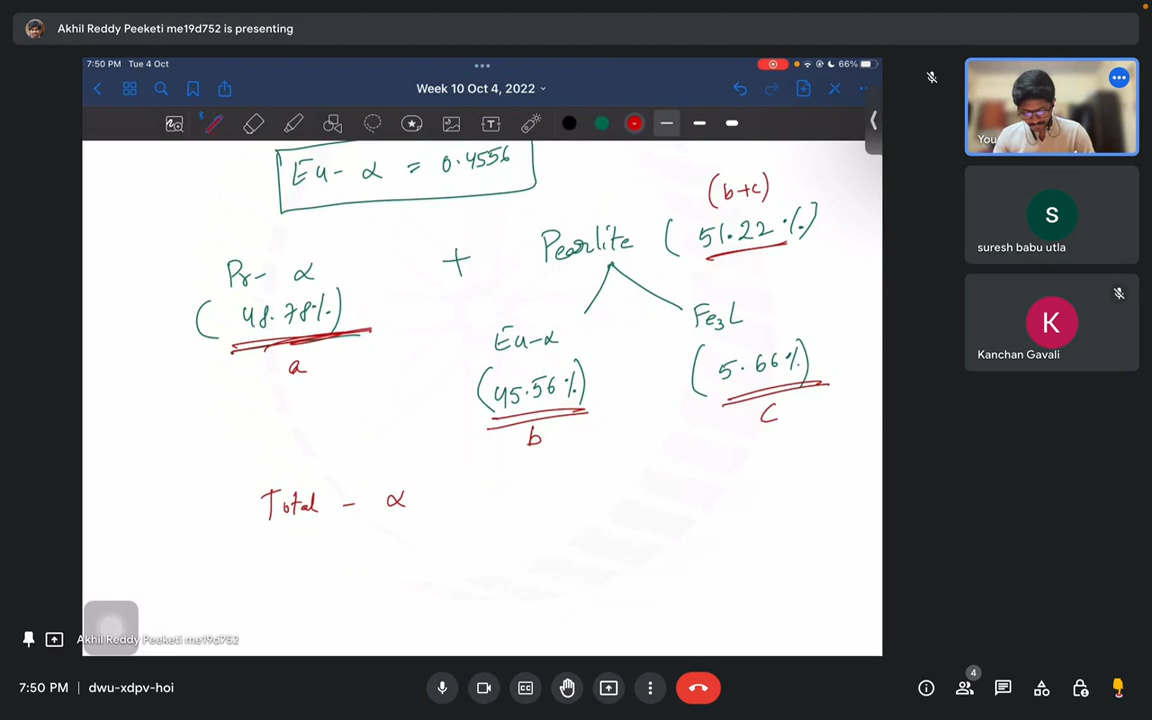 Akhil Reddy Peeketi me19d752 is presenting
7:50 PM Tue 4 Oct
66%
Week 10 Oct 4, 2022
You
S
suresh babu utla
K
Kanchan Gavali
Eu-α = 0.4556
(b+c)
Pr-α + Pearlite (51.22%)
(48.78%)
a
Eu-α
Fe3L
(45.56%)
(5.66%)
b
c
Total - α
Akhil Reddy Peeketi me19d752
7:50 PM | dwu-xdpv-hoi
CC
4